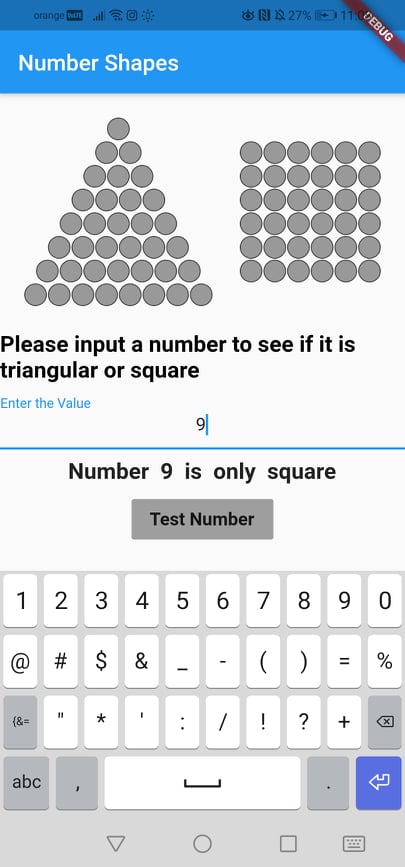 orange 27% 11:0
DEBUG
Number Shapes
Please input a number to see if it is
triangular or square
Enter the Value
9
Number 9 is only square
Test Number
1 2 3 4 5 6 7 8 9 0
@ # $ & _ - ( ) = %
{&= " * ' : / ! ? +
abc , .